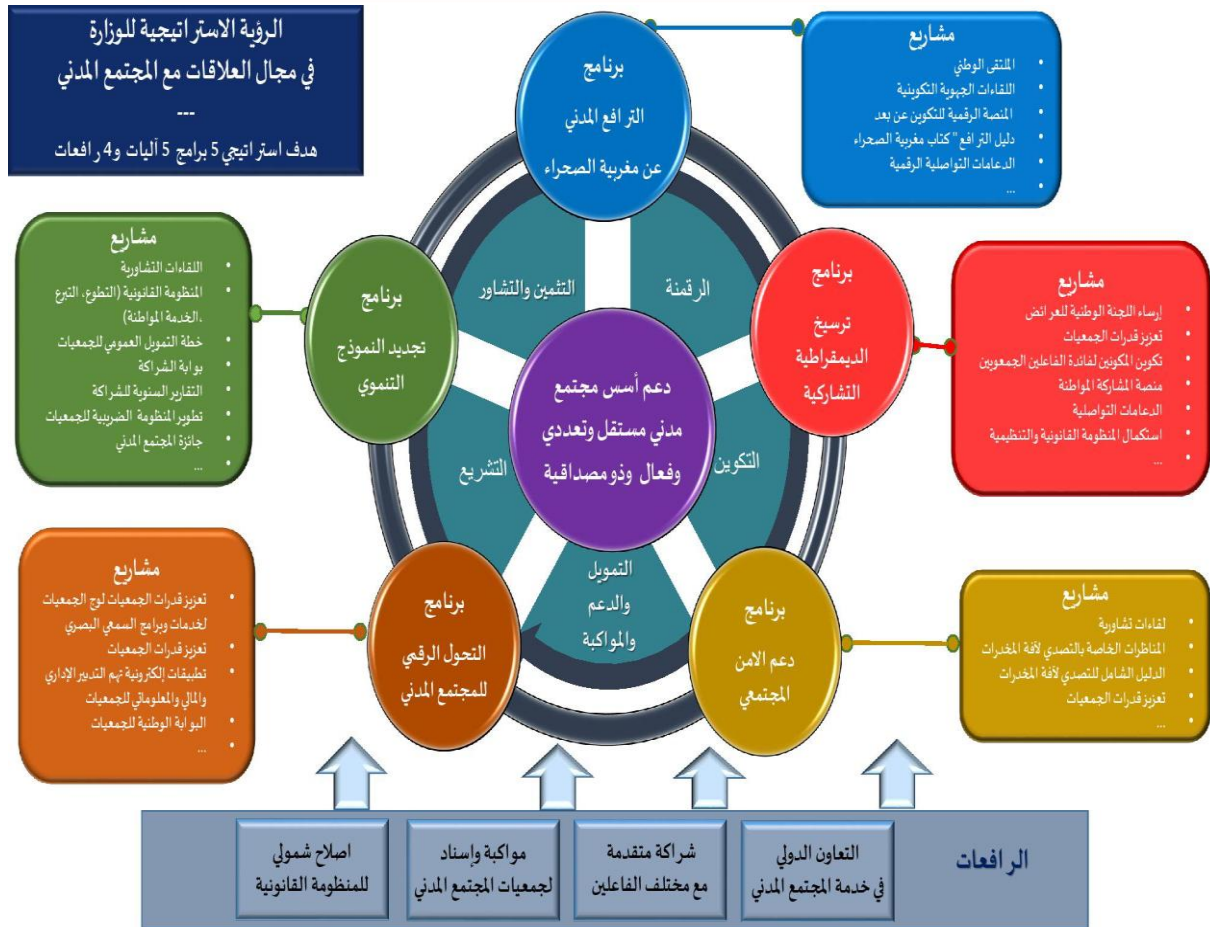 الرؤية الاستراتيجية للوزارة
في مجال العلاقات مع المجتمع المدني
---
هدف استراتيجي 5 برامج 5 آليات و4 رافعات
برنامج
الترافع المدني
عن مغربية الصحراء
مشاريع
• الملتقى الوطني
• اللقاءات الجهوية التكوينية
• المنصة الرقمية للتكوين عن بعد
• دليل الترافع "كتاب مغربية الصحراء
• الدعامات التواصلية الرقمية
• ...
برنامج
ترسيخ
الديمقراطية
التشاركية
مشاريع
• إرساء اللجنة الوطنية للعرائض
• تعزيز قدرات الجمعيات
• تكوين المكونين لفائدة الفاعلين الجمعويين
• منصة المشاركة المواطنة
• الدعامات التواصلية
• استكمال المنظومة القانونية والتنظيمية
• ...
برنامج
دعم الامن
المجتمعي
مشاريع
• لقاءات تشاورية
• المناظرات الخاصة بالتصدي لآفة المخدرات
• الدليل الشامل للتصدي لآفة المخدرات
• تعزيز قدرات الجمعيات
• ...
برنامج
التحول الرقمي
للمجتمع المدني
مشاريع
• تعزيز قدرات الجمعيات لوج الجمعيات
لخدمات وبرامج السمعي البصري
• تعزيز قدرات الجمعيات
• تطبيقات إلكترونية تهم التدبير الإداري
والمالي والمعلوماتي للجمعيات
• البوابة الوطنية للجمعيات
• ...
برنامج
تجديد النموذج
التنموي
مشاريع
• اللقاءات التشاورية
• المنظومة القانونية (التطوع، التبرع
،الخدمة المواطنة)
• خطة التمويل العمومي للجمعيات
• بوابة الشراكة
• التقارير السنوية للشراكة
• تطوير المنظومة الضريبية للجمعيات
• جائزة المجتمع المدني
• ...
الرقمنة
التكوين
التمويل
والدعم
والمواكبة
التشريع
التثمين والتشاور
دعم أسس مجتمع
مدني مستقل وتعددي
وفعال وذو مصداقية
الرافعات
التعاون الدولي
في خدمة المجتمع المدني
شراكة متقدمة
مع مختلف الفاعلين
مواكبة وإسناد
لجمعيات المجتمع المدني
اصلاح شمولي
للمنظومة القانونية